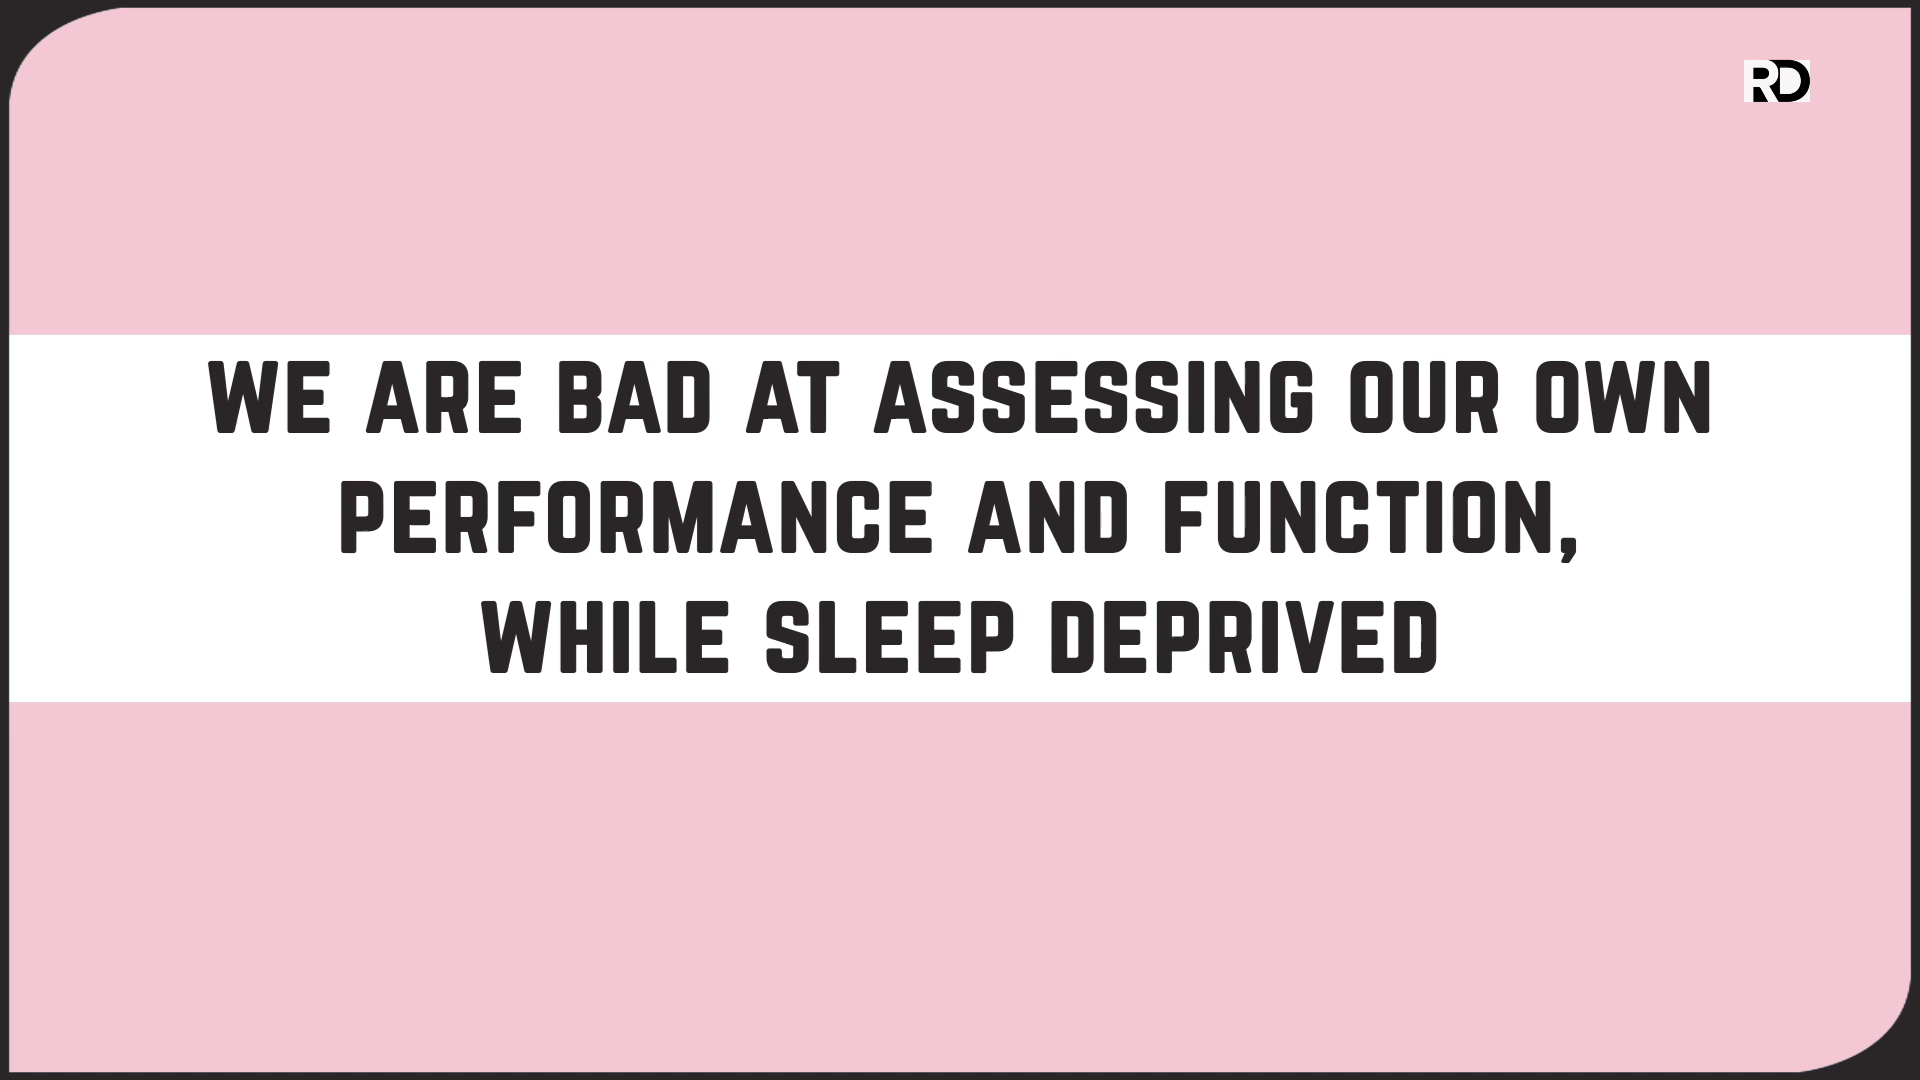 RD
WE ARE BAD AT ASSESSING OUR OWN
PERFORMANCE AND FUNCTION,
WHILE SLEEP DEPRIVED